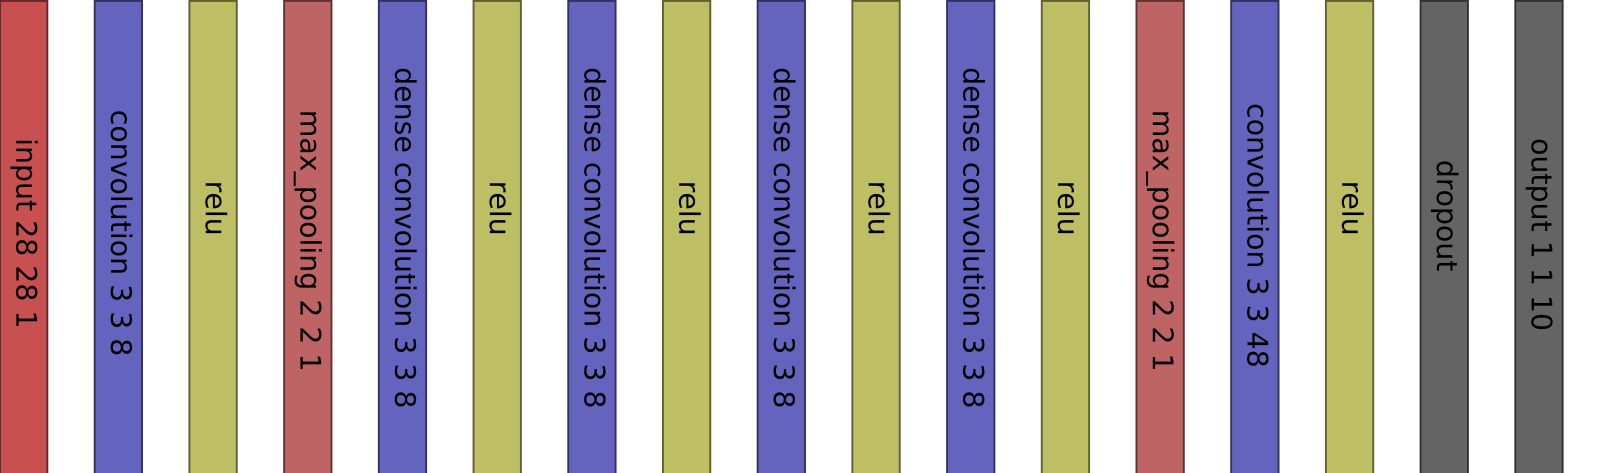 input 28 28 1
convolution 3 3 8
relu
max_pooling 2 2 1
dense convolution 3 3 8
relu
dense convolution 3 3 8
relu
dense convolution 3 3 8
relu
dense convolution 3 3 8
relu
max_pooling 2 2 1
convolution 3 3 48
relu
dropout
output 1 1 10